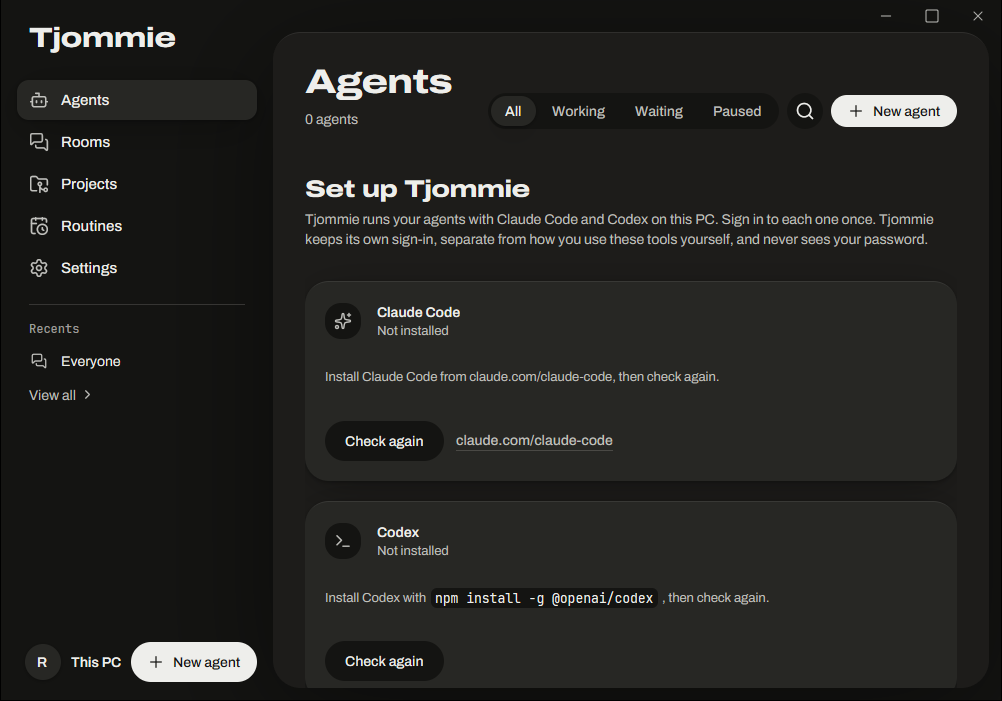 Tjommie
Agents
Rooms
Projects
Routines
Settings
Recents
Everyone
View all
R
This PC
New agent
Agents
0 agents
All
Working
Waiting
Paused
New agent
Set up Tjommie
Tjommie runs your agents with Claude Code and Codex on this PC. Sign in to each one once. Tjommie
keeps its own sign-in, separate from how you use these tools yourself, and never sees your password.
Claude Code
Not installed
Install Claude Code from claude.com/claude-code, then check again.
Check again
claude.com/claude-code
Codex
Not installed
Install Codex with npm install -g @openai/codex , then check again.
Check again